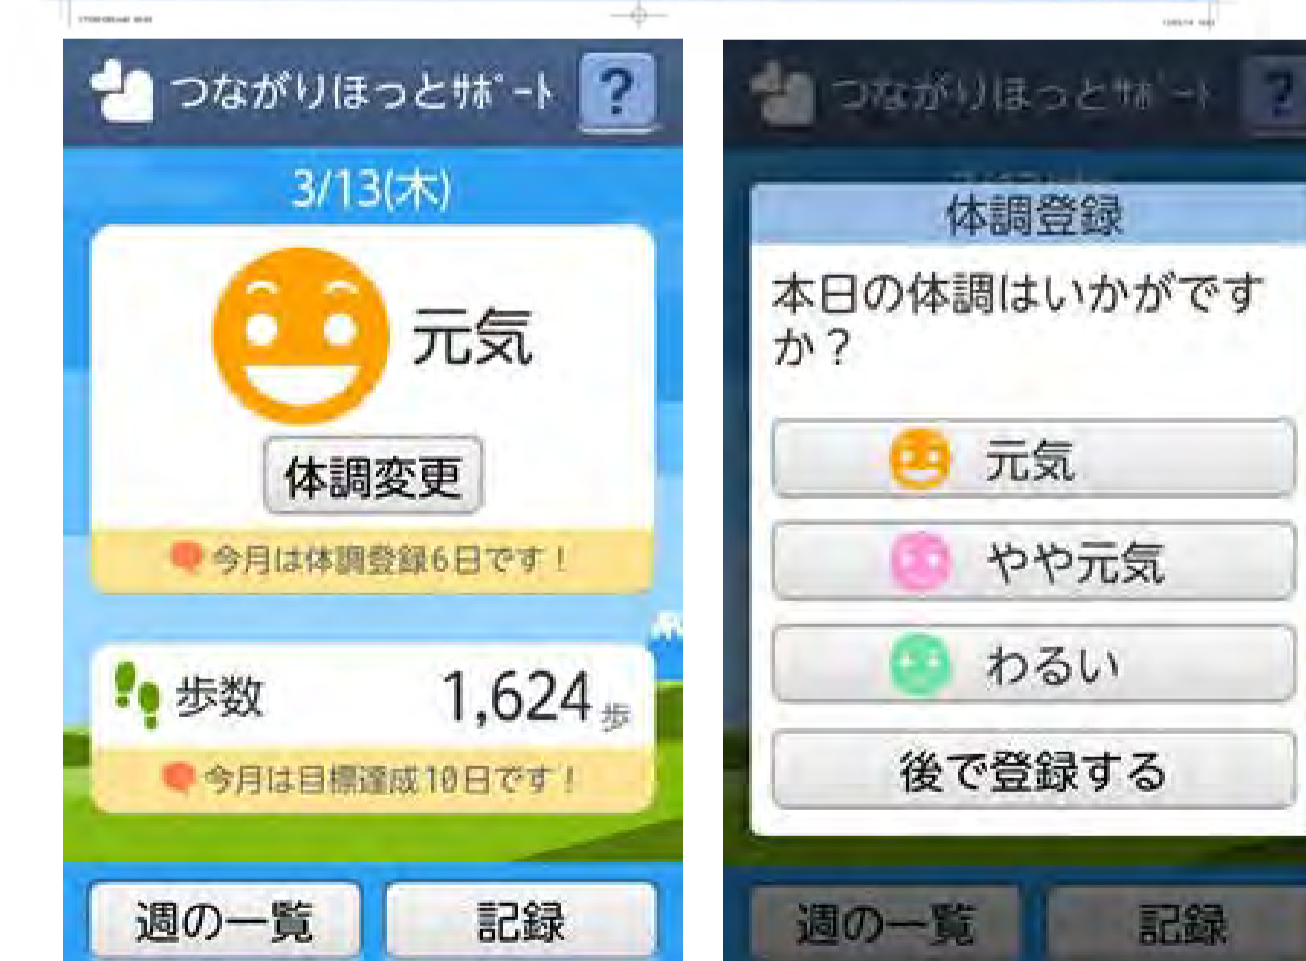 つながりほっとｻﾎﾟｰﾄ ?
3/13(木)
元気
体調変更
今月は体調登録6日です！
歩数 1,624 歩
今月は目標達成10日です！
週の一覧 記録
つながりほっとｻﾎﾟｰﾄ ?
体調登録
本日の体調はいかがです
か？
元気
やや元気
わるい
後で登録する
週の一覧 記録